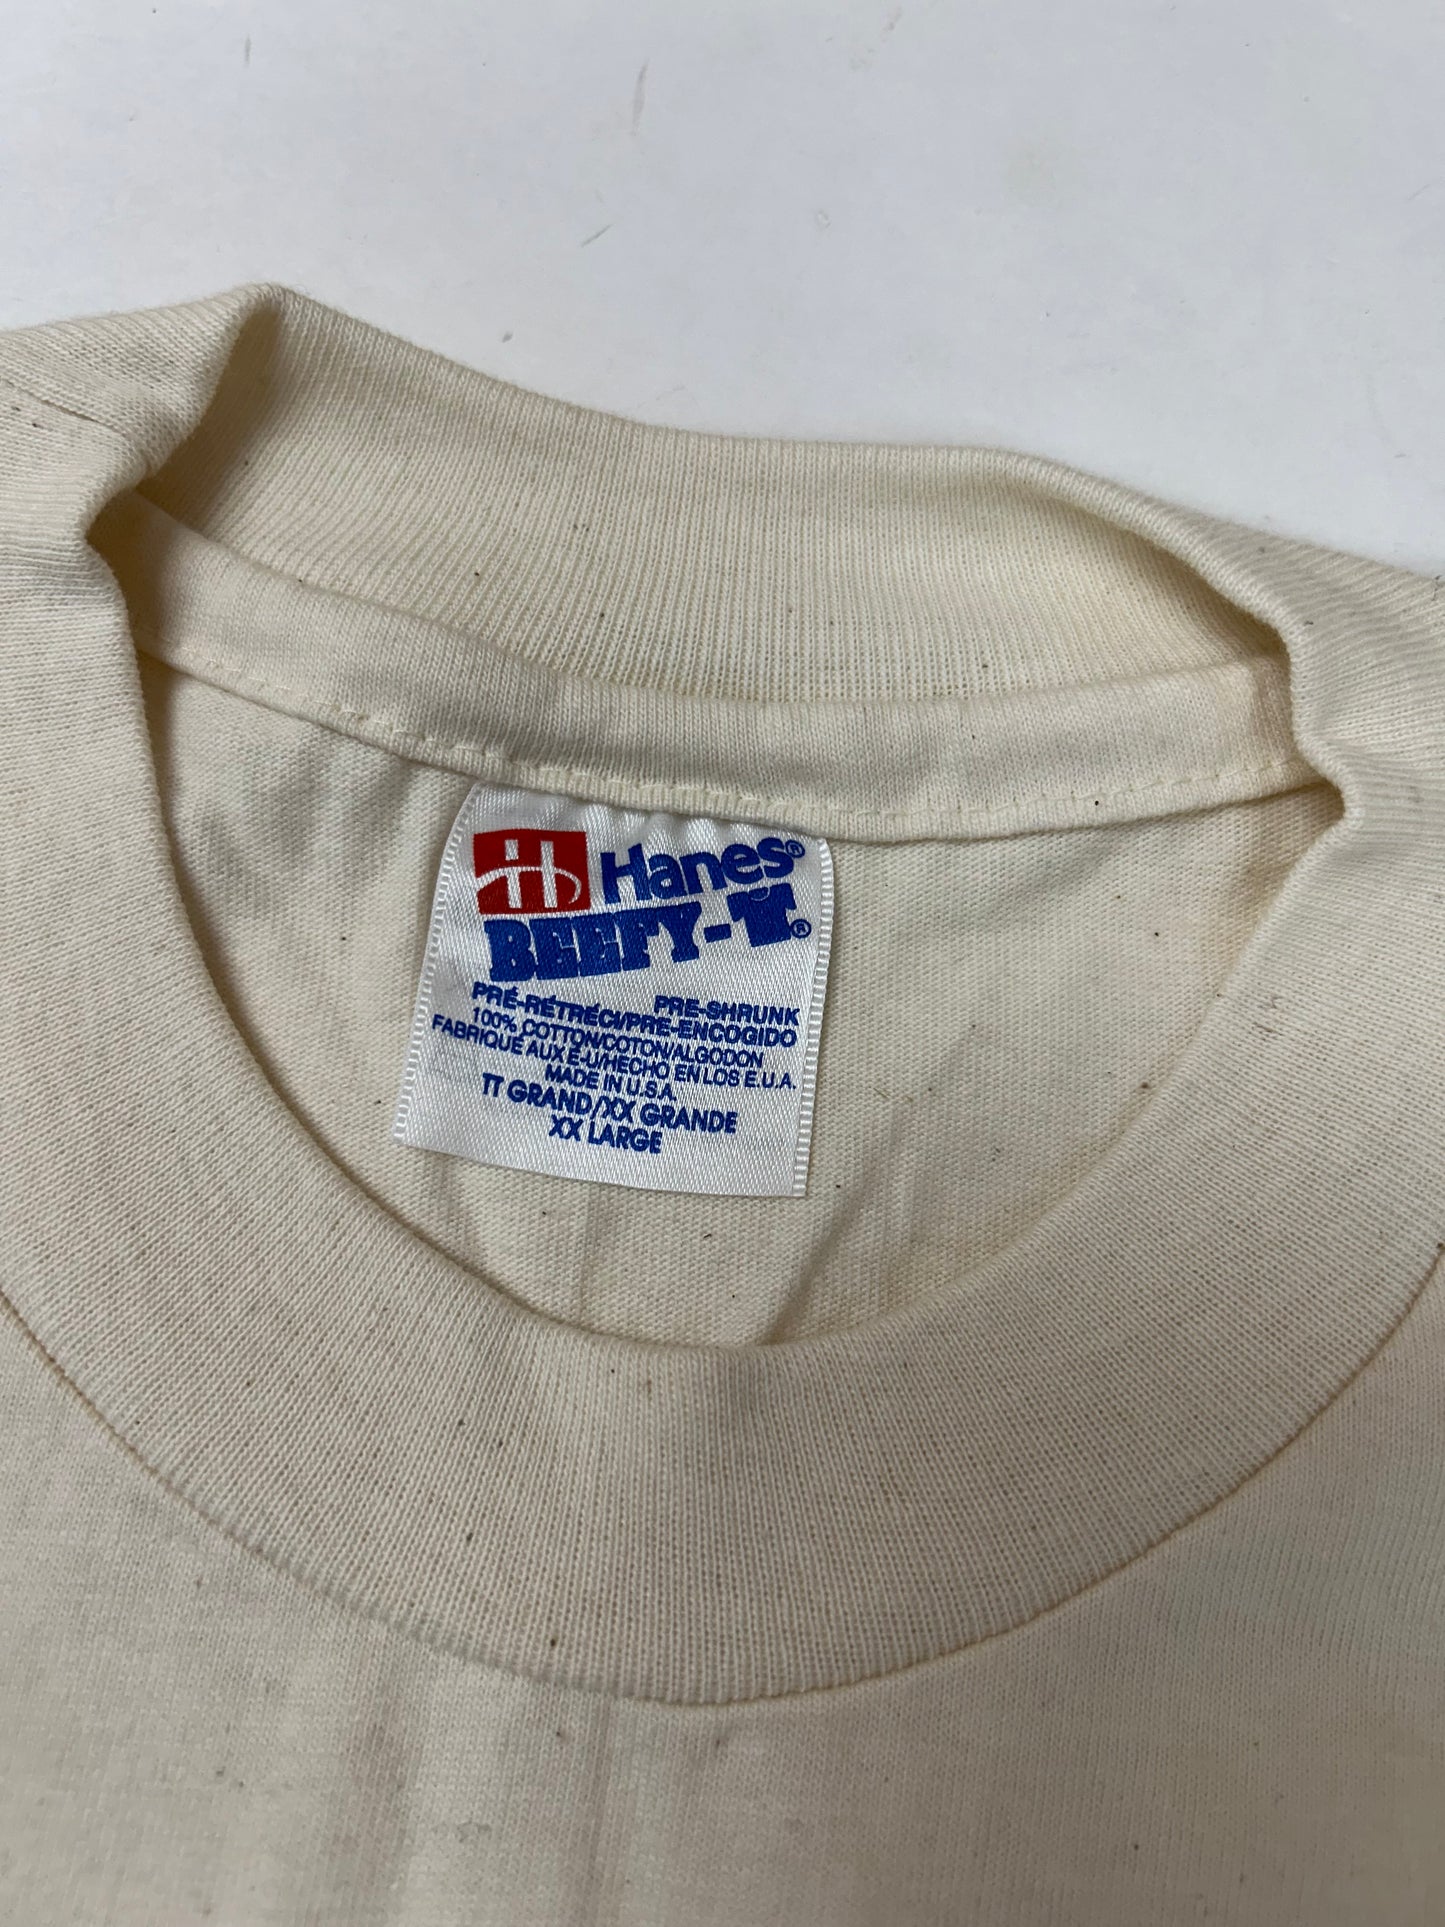 H Hanes®
BEEFY-T®
PRE-SHRUNK
PRÉ-RÉTRÉCI/PRE-ENCOGIDO
100% COTTON/COTON/ALGODON
FABRIQUE AUX E-U/HECHO EN LOS E.U.A.
MADE IN U.S.A.
TT GRAND/XX GRANDE
XX LARGE